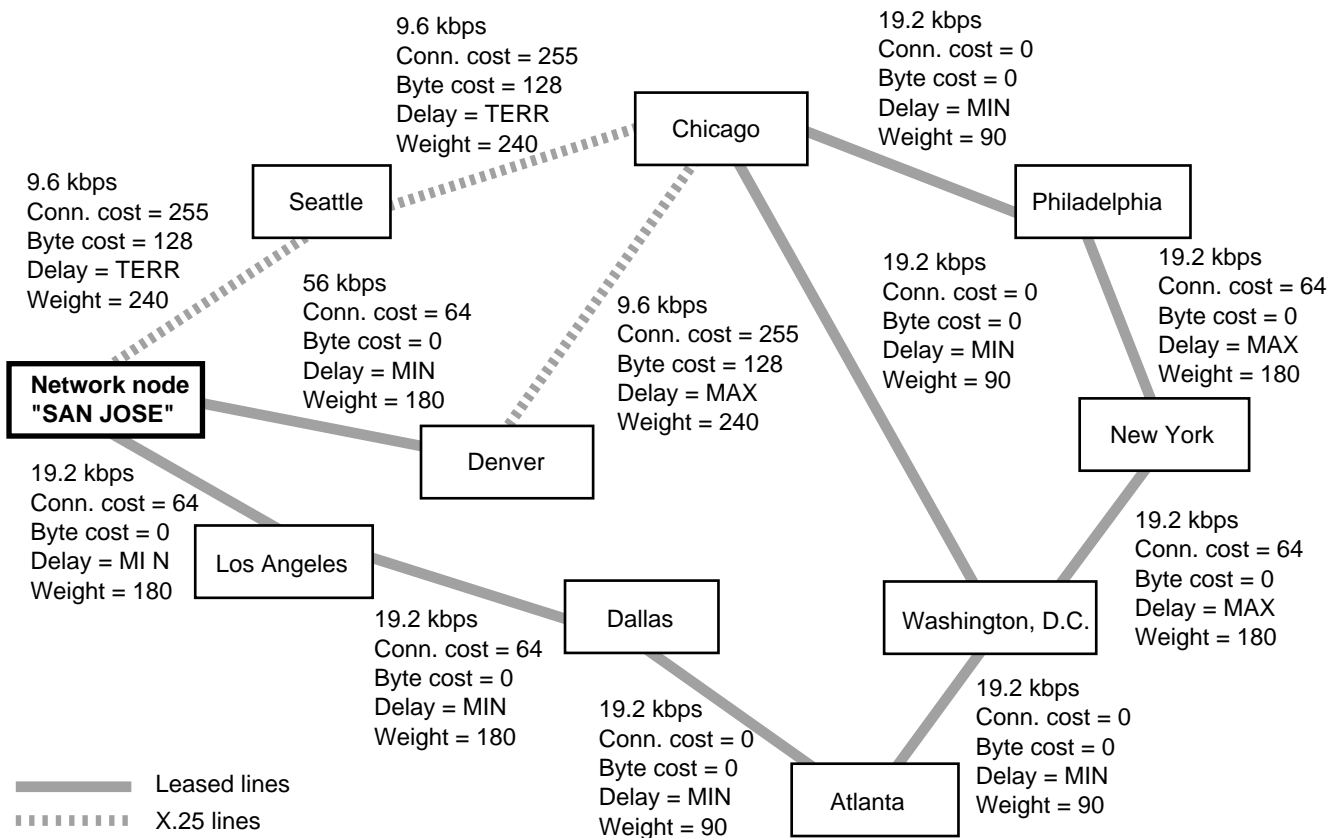 9.6 kbps
Conn. cost = 255
Byte cost = 128
Delay = TERR
Weight = 240
19.2 kbps
Conn. cost = 0
Byte cost = 0
Delay = MIN
Weight = 90
Chicago
9.6 kbps
Conn. cost = 255
Byte cost = 128
Delay = TERR
Weight = 240
Seattle
Philadelphia
56 kbps
Conn. cost = 64
Byte cost = 0
Delay = MIN
Weight = 180
9.6 kbps
Conn. cost = 255
Byte cost = 128
Delay = MAX
Weight = 240
19.2 kbps
Conn. cost = 0
Byte cost = 0
Delay = MIN
Weight = 90
19.2 kbps
Conn. cost = 64
Byte cost = 0
Delay = MAX
Weight = 180
Network node
"SAN JOSE"
Denver
New York
19.2 kbps
Conn. cost = 64
Byte cost = 0
Delay = MI N
Weight = 180
Los Angeles
19.2 kbps
Conn. cost = 64
Byte cost = 0
Delay = MAX
Weight = 180
Dallas
Washington, D.C.
19.2 kbps
Conn. cost = 64
Byte cost = 0
Delay = MIN
Weight = 180
19.2 kbps
Conn. cost = 0
Byte cost = 0
Delay = MIN
Weight = 90
19.2 kbps
Conn. cost = 0
Byte cost = 0
Delay = MIN
Weight = 90
Atlanta
Leased lines
X.25 lines